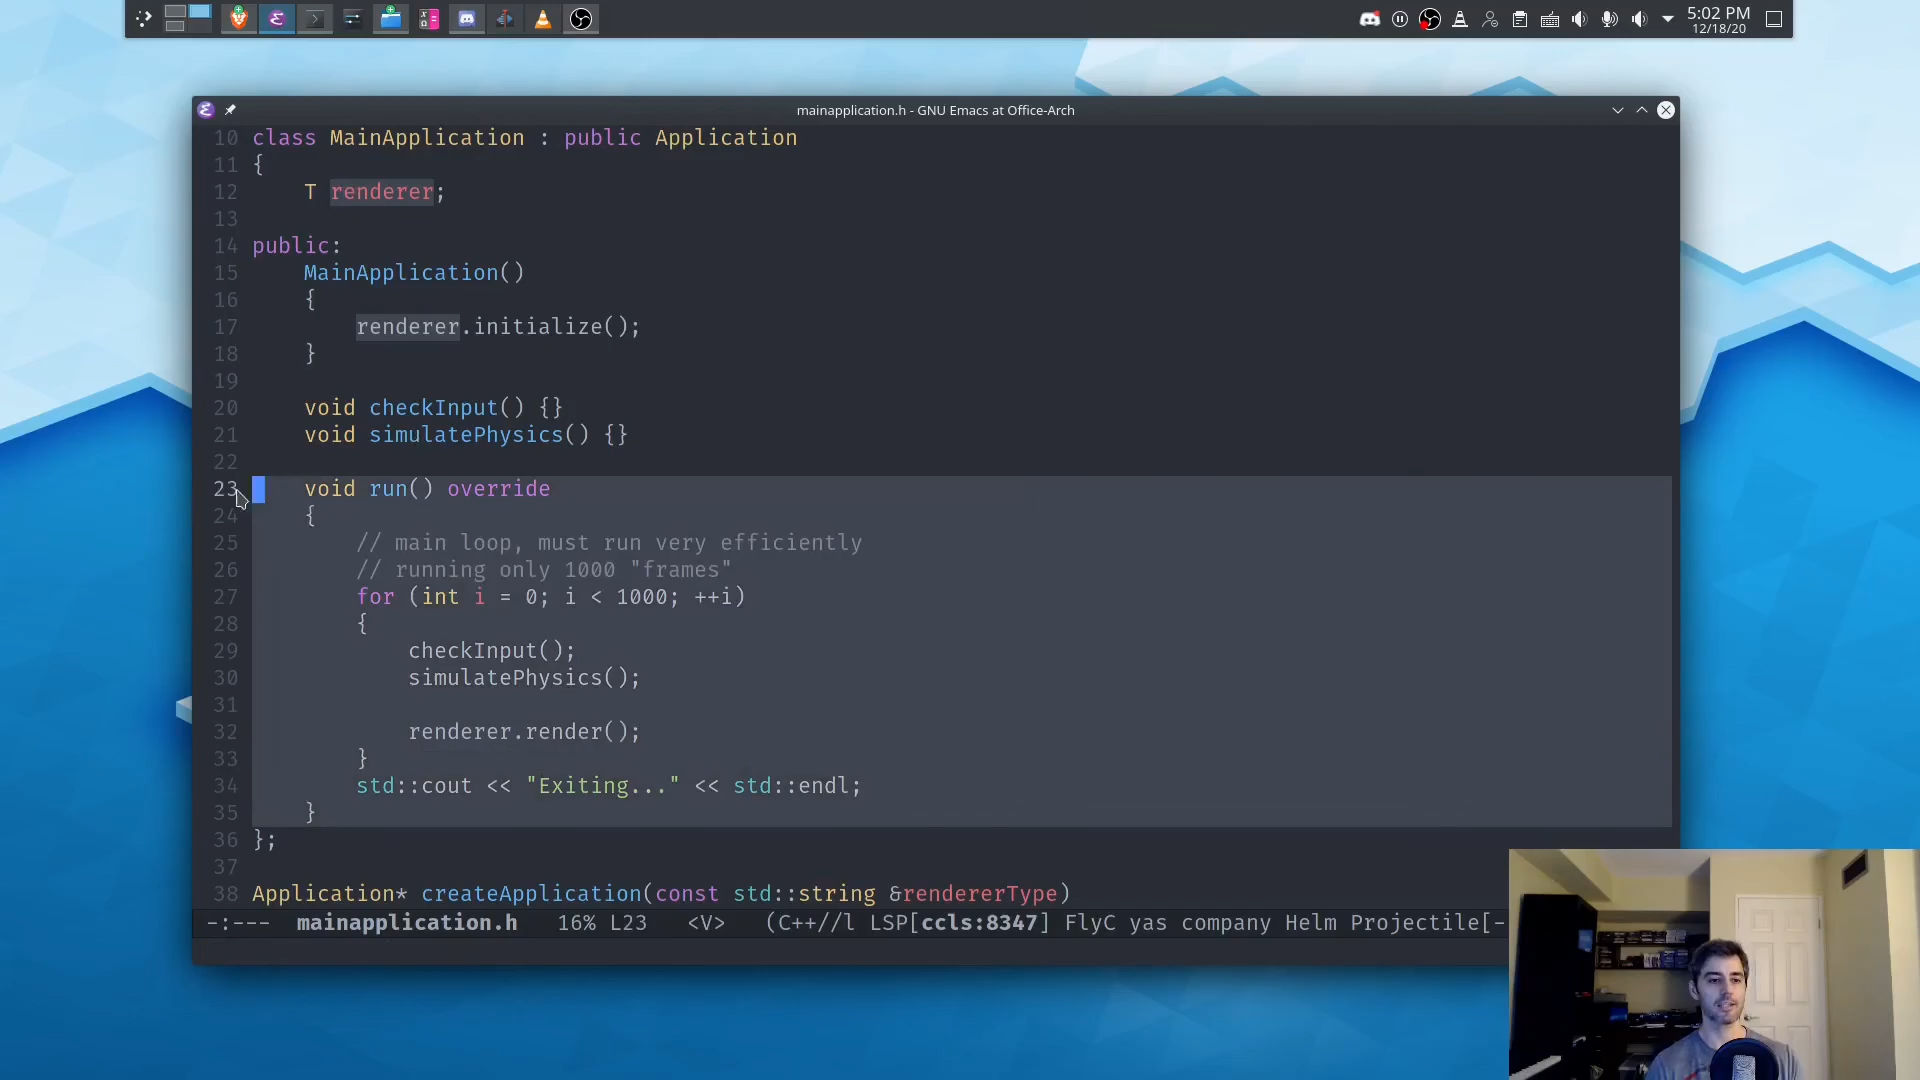 5:02 PM
12/18/20
mainapplication.h - GNU Emacs at Office-Arch
10 class MainApplication : public Application
11 {
12 T renderer;
13
14 public:
15 MainApplication()
16 {
17 renderer.initialize();
18 }
19
20 void checkInput() {}
21 void simulatePhysics() {}
22
23 void run() override
24 {
25 // main loop, must run very efficiently
26 // running only 1000 "frames"
27 for (int i = 0; i < 1000; ++i)
28 {
29 checkInput();
30 simulatePhysics();
31
32 renderer.render();
33 }
34 std::cout << "Exiting..." << std::endl;
35 }
36 };
37
38 Application* createApplication(const std::string &rendererType)
-:--- mainapplication.h 16% L23 <V> (C++//l LSP[ccls:8347] FlyC yas company Helm Projectile[-